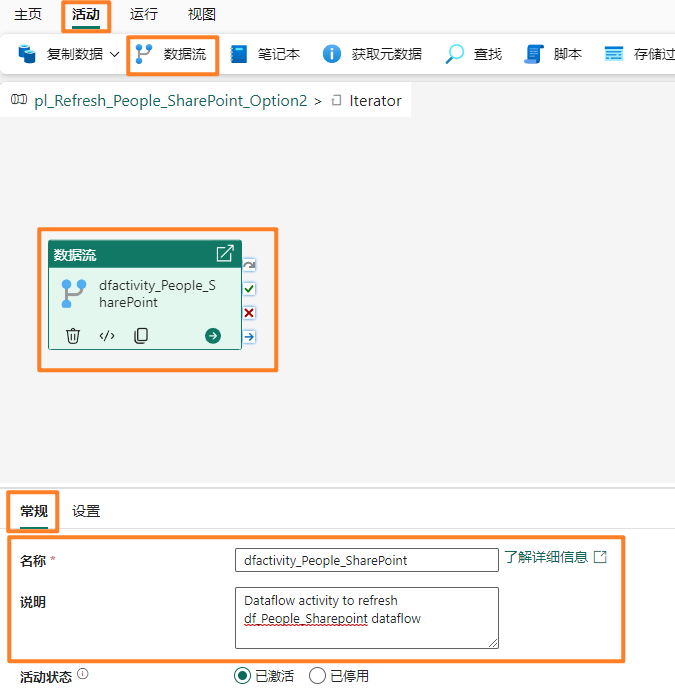 主页 活动 运行 视图
复制数据 数据流 笔记本 获取元数据 查找 脚本 存储过
pl_Refresh_People_SharePoint_Option2 > Iterator
数据流
dfactivity_People_S
harePoint
常规 设置
名称 * dfactivity_People_SharePoint 了解详细信息
说明 Dataflow activity to refresh
df_People_Sharepoint dataflow
活动状态 已激活 已停用